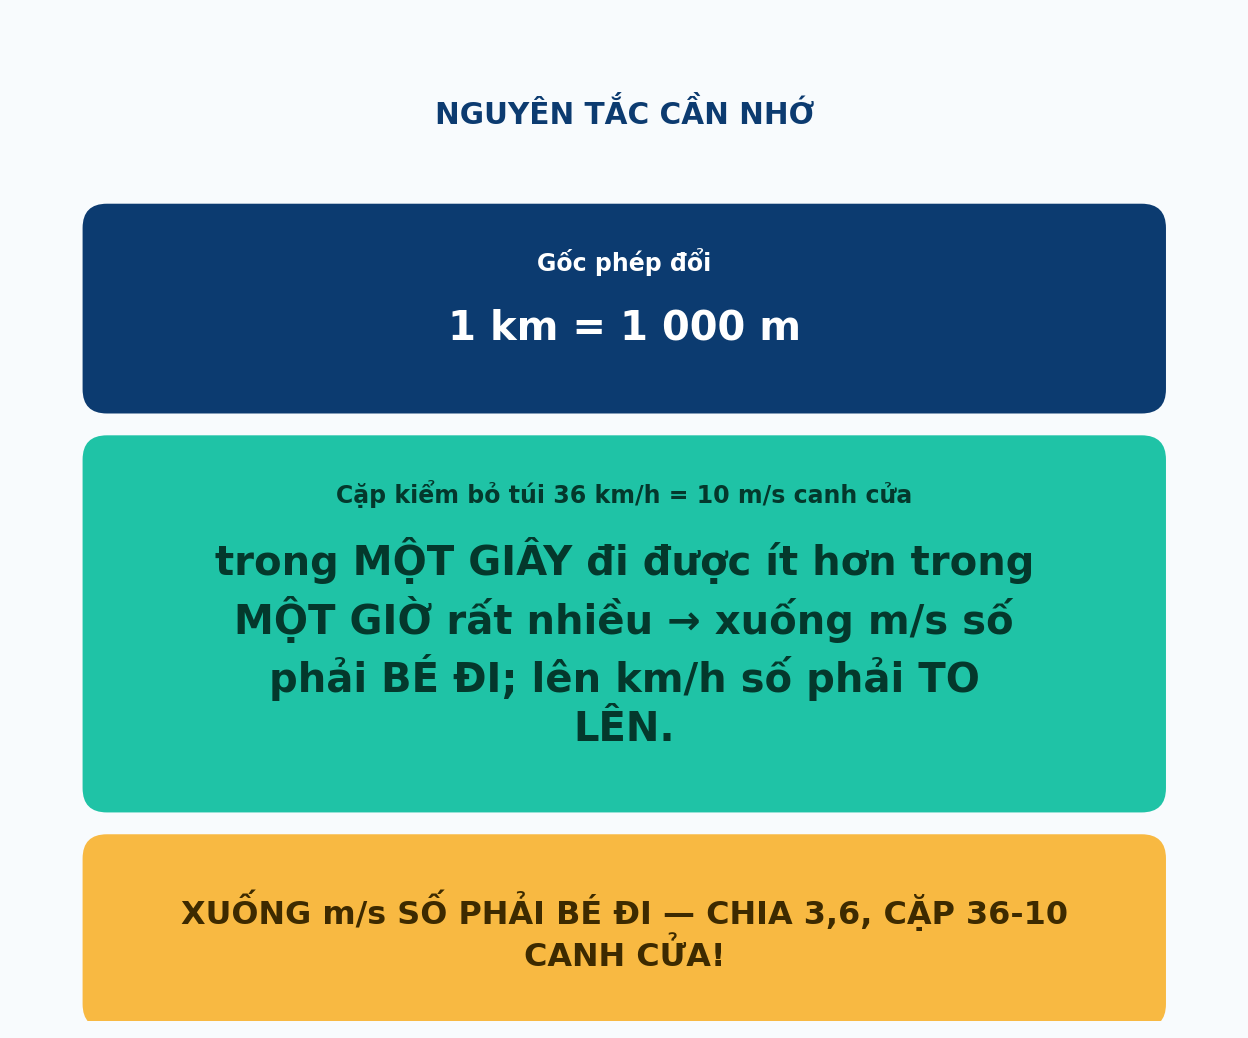 NGUYÊN TẮC CẦN NHỚ
Gốc phép đổi
1 km = 1 000 m
Cặp kiểm bỏ túi 36 km/h = 10 m/s canh cửa
trong MỘT GIÂY đi được ít hơn trong
MỘT GIỜ rất nhiều → xuống m/s số
phải BÉ ĐI; lên km/h số phải TO
LÊN.
XUỐNG m/s SỐ PHẢI BÉ ĐI — CHIA 3,6, CẶP 36-10
CANH CỬA!